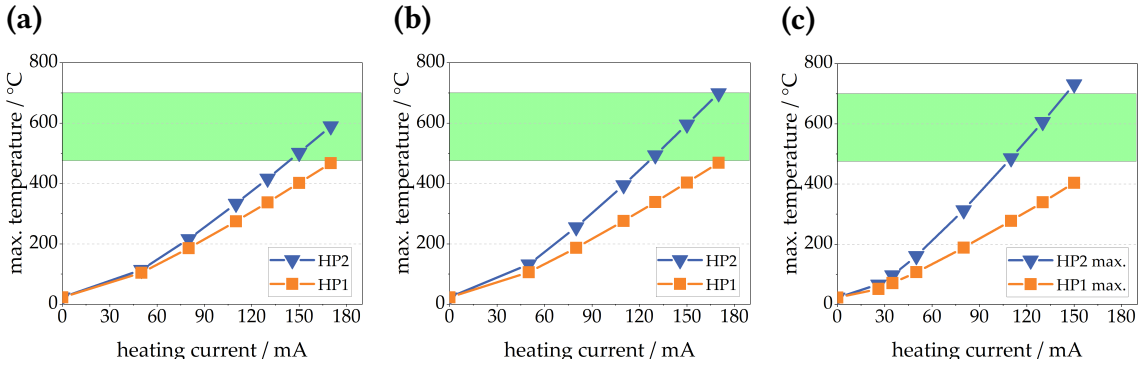 (a)
800
600
400
200
0
max. temperature / °C
HP2
HP1
0 30 60 90 120 150 180
heating current / mA
(b)
800
600
400
200
0
max. temperature / °C
HP2
HP1
0 30 60 90 120 150 180
heating current / mA
(c)
800
600
400
200
0
max. temperature / °C
HP2 max.
HP1 max.
0 30 60 90 120 150 180
heating current / mA